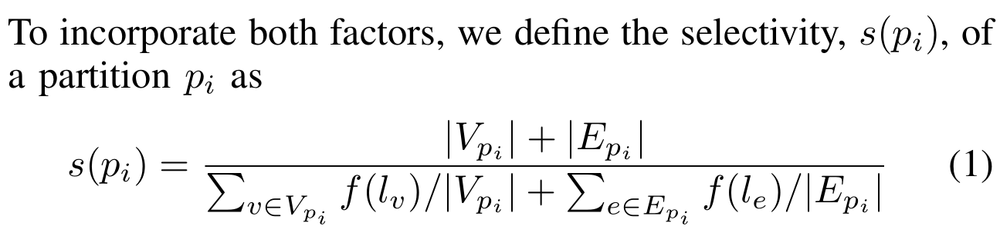 To incorporate both factors, we define the selectivity, $s(p_i)$, of
a partition $p_i$ as
$$s(p_i) = \frac{|V_{p_i}| + |E_{p_i}|}{\sum_{v \in V_{p_i}} f(l_v)/|V_{p_i}| + \sum_{e \in E_{p_i}} f(l_e)/|E_{p_i}|} \quad (1)$$